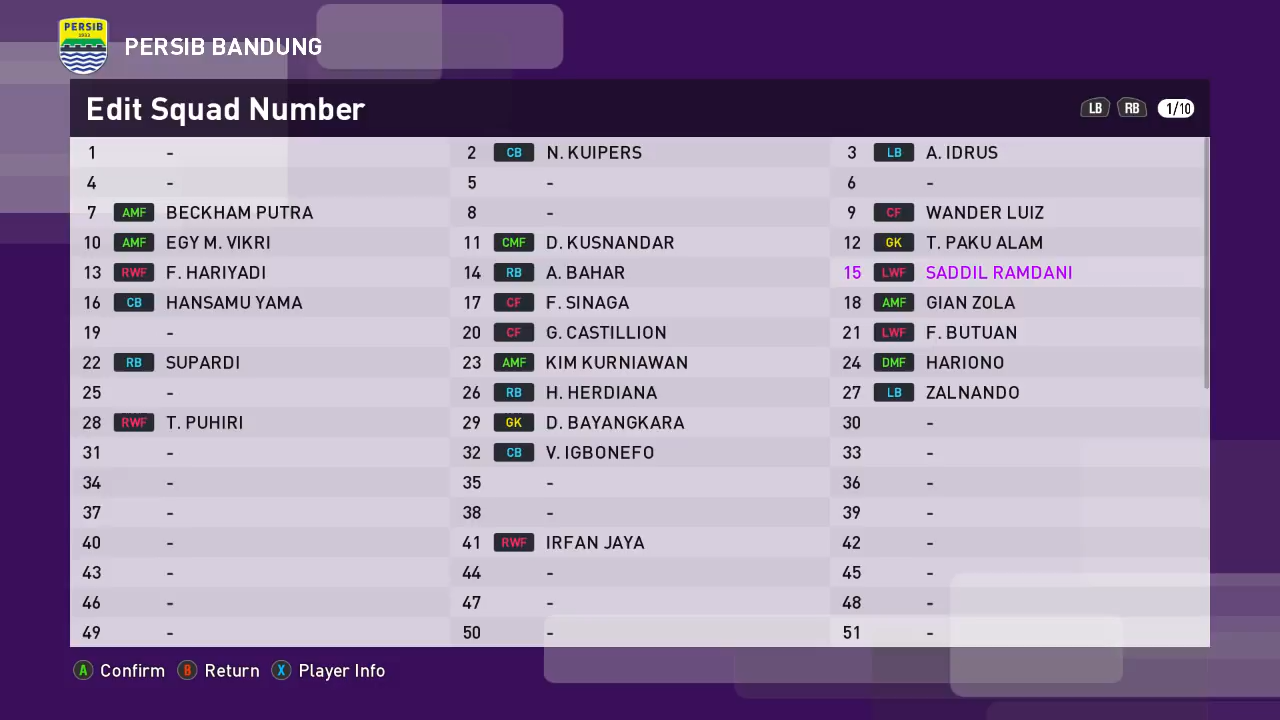 PERSIB
1933
PERSIB BANDUNG
Edit Squad Number
LB RB 1/10
1 - 2 CB N. KUIPERS 3 LB A. IDRUS
4 - 5 - 6 -
7 AMF BECKHAM PUTRA 8 - 9 CF WANDER LUIZ
10 AMF EGY M. VIKRI 11 CMF D. KUSNANDAR 12 GK T. PAKU ALAM
13 RWF F. HARIYADI 14 RB A. BAHAR 15 LWF SADDIL RAMDANI
16 CB HANSAMU YAMA 17 CF F. SINAGA 18 AMF GIAN ZOLA
19 - 20 CF G. CASTILLION 21 LWF F. BUTUAN
22 RB SUPARDI 23 AMF KIM KURNIAWAN 24 DMF HARIONO
25 - 26 RB H. HERDIANA 27 LB ZALNANDO
28 RWF T. PUHIRI 29 GK D. BAYANGKARA 30 -
31 - 32 CB V. IGBONEFO 33 -
34 - 35 - 36 -
37 - 38 - 39 -
40 - 41 RWF IRFAN JAYA 42 -
43 - 44 - 45 -
46 - 47 - 48 -
49 - 50 - 51 -
A Confirm B Return X Player Info